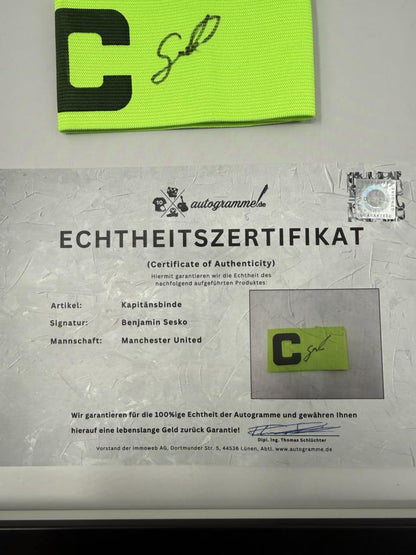 C
autogramme.de
ECHTHEITSZERTIFIKAT
(Certificate of Authenticity)
Hiermit garantieren wir die Echtheit des
nachfolgend aufgeführten Produktes:
Artikel: Kapitänsbinde
Signatur: Benjamin Sesko
Mannschaft: Manchester United
C
Wir garantieren für die 100%ige Echtheit der Autogramme und gewähren Ihnen
hierauf eine lebenslange Geld zurück Garantie!
Dipl. Ing. Thomas Schlüchter
Vorstand der Immoweb AG, Dortmunder Str. 5, 44536 Lünen, Abtl. www.autogramme.de